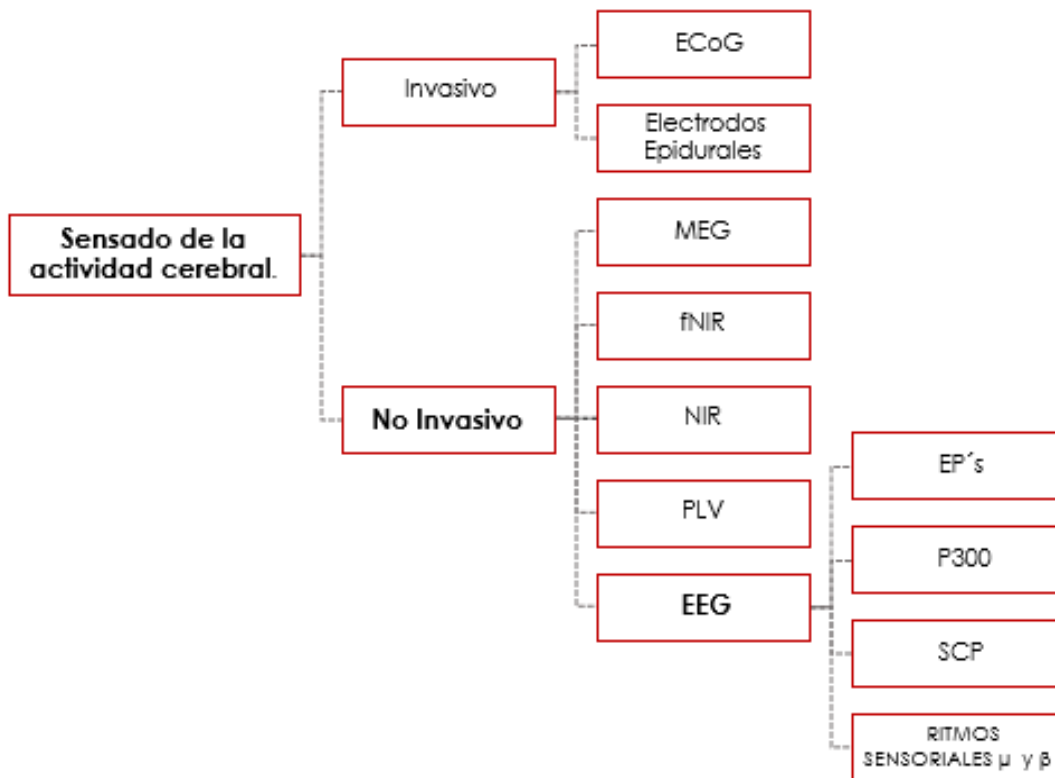 Sensado de la
actividad cerebral.
Invasivo
ECoG
Electrodos
Epidurales
No Invasivo
MEG
fNIR
NIR
PLV
EEG
EP´s
P300
SCP
RITMOS
SENSORIALES µ y β